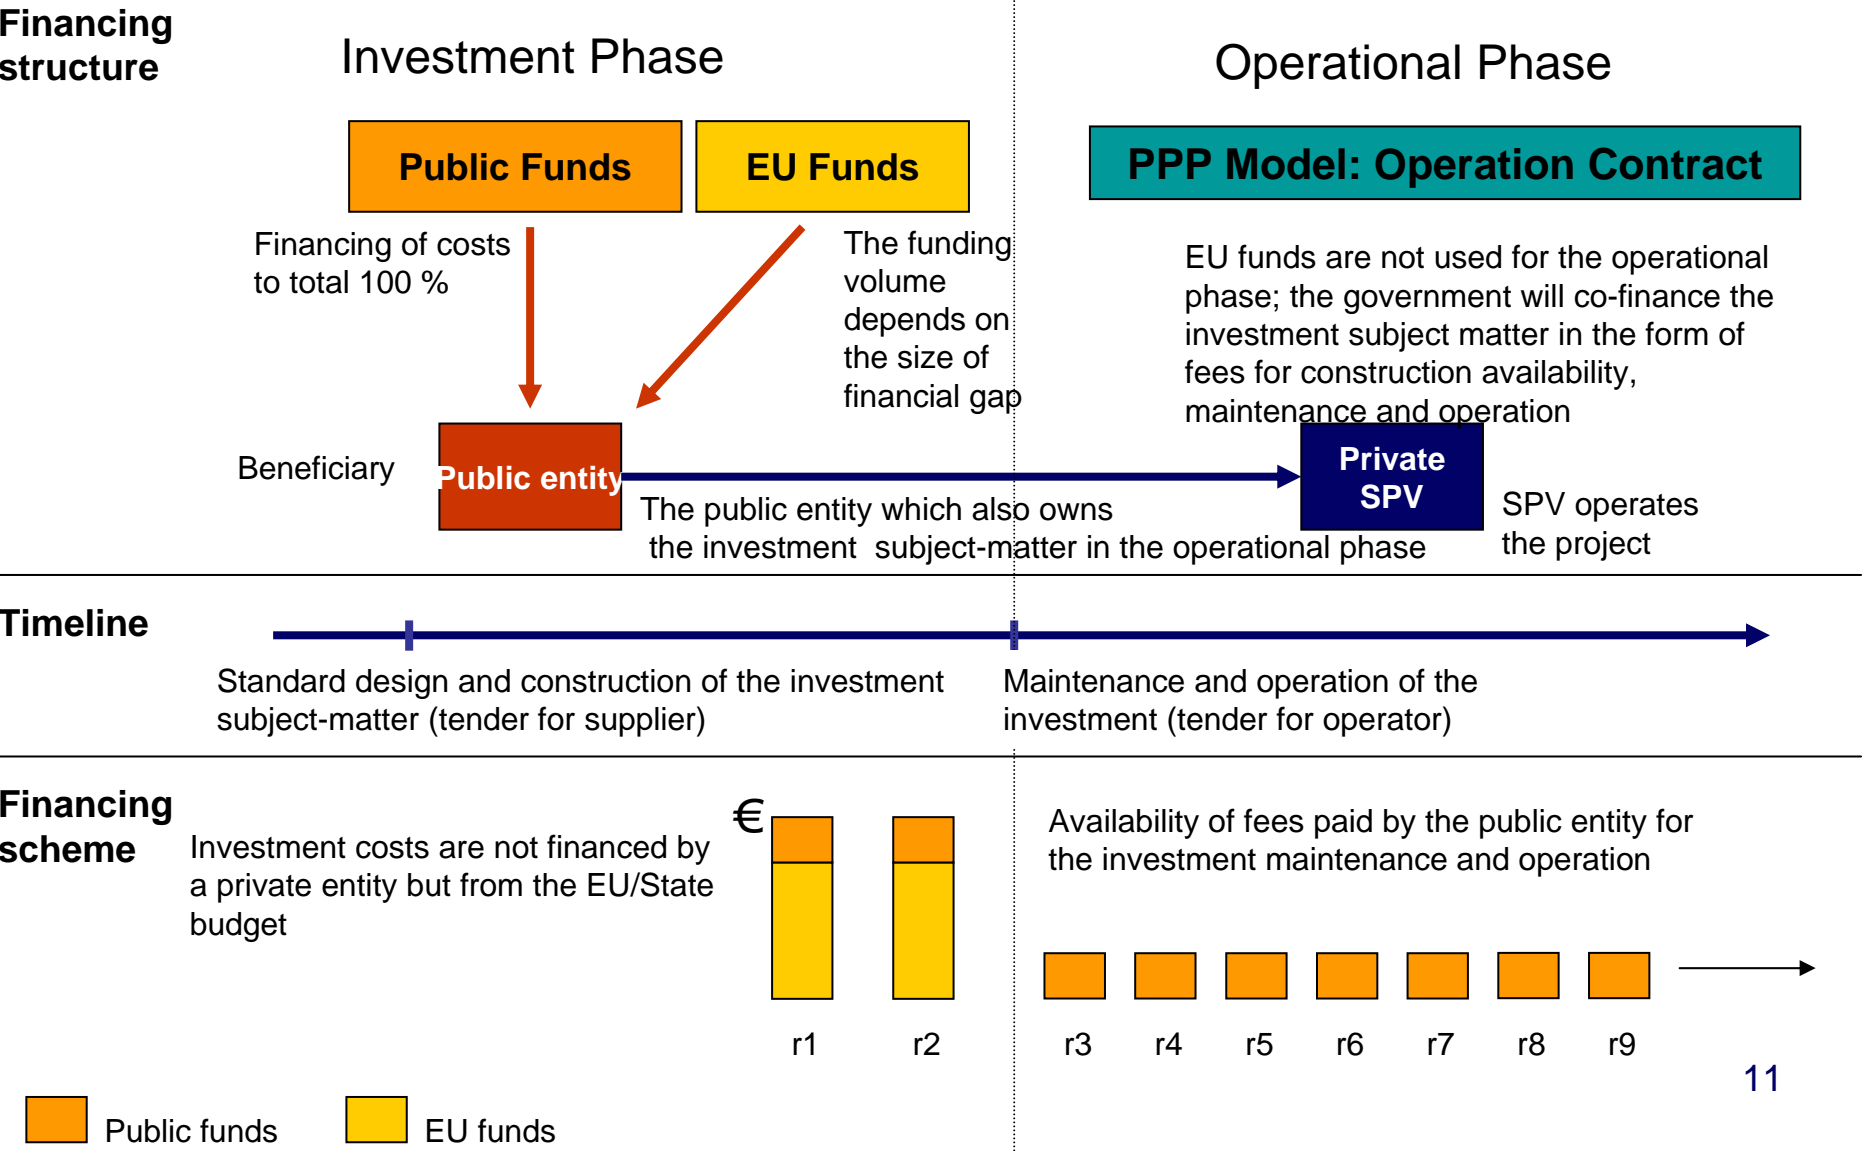 Financing
structure
Investment Phase
Operational Phase
Public Funds
EU Funds
PPP Model: Operation Contract
Financing of costs
to total 100 %
The funding
volume
depends on
the size of
financial gap
EU funds are not used for the operational
phase; the government will co-finance the
investment subject matter in the form of
fees for construction availability,
maintenance and operation
Beneficiary
Public entity
Private
SPV
The public entity which also owns
the investment subject-matter in the operational phase
SPV operates
the project
Timeline
Standard design and construction of the investment
subject-matter (tender for supplier)
Maintenance and operation of the
investment (tender for operator)
Financing
scheme
Investment costs are not financed by
a private entity but from the EU/State
budget
€
Availability of fees paid by the public entity for
the investment maintenance and operation
r1
r2
r3
r4
r5
r6
r7
r8
r9
11
Public funds
EU funds